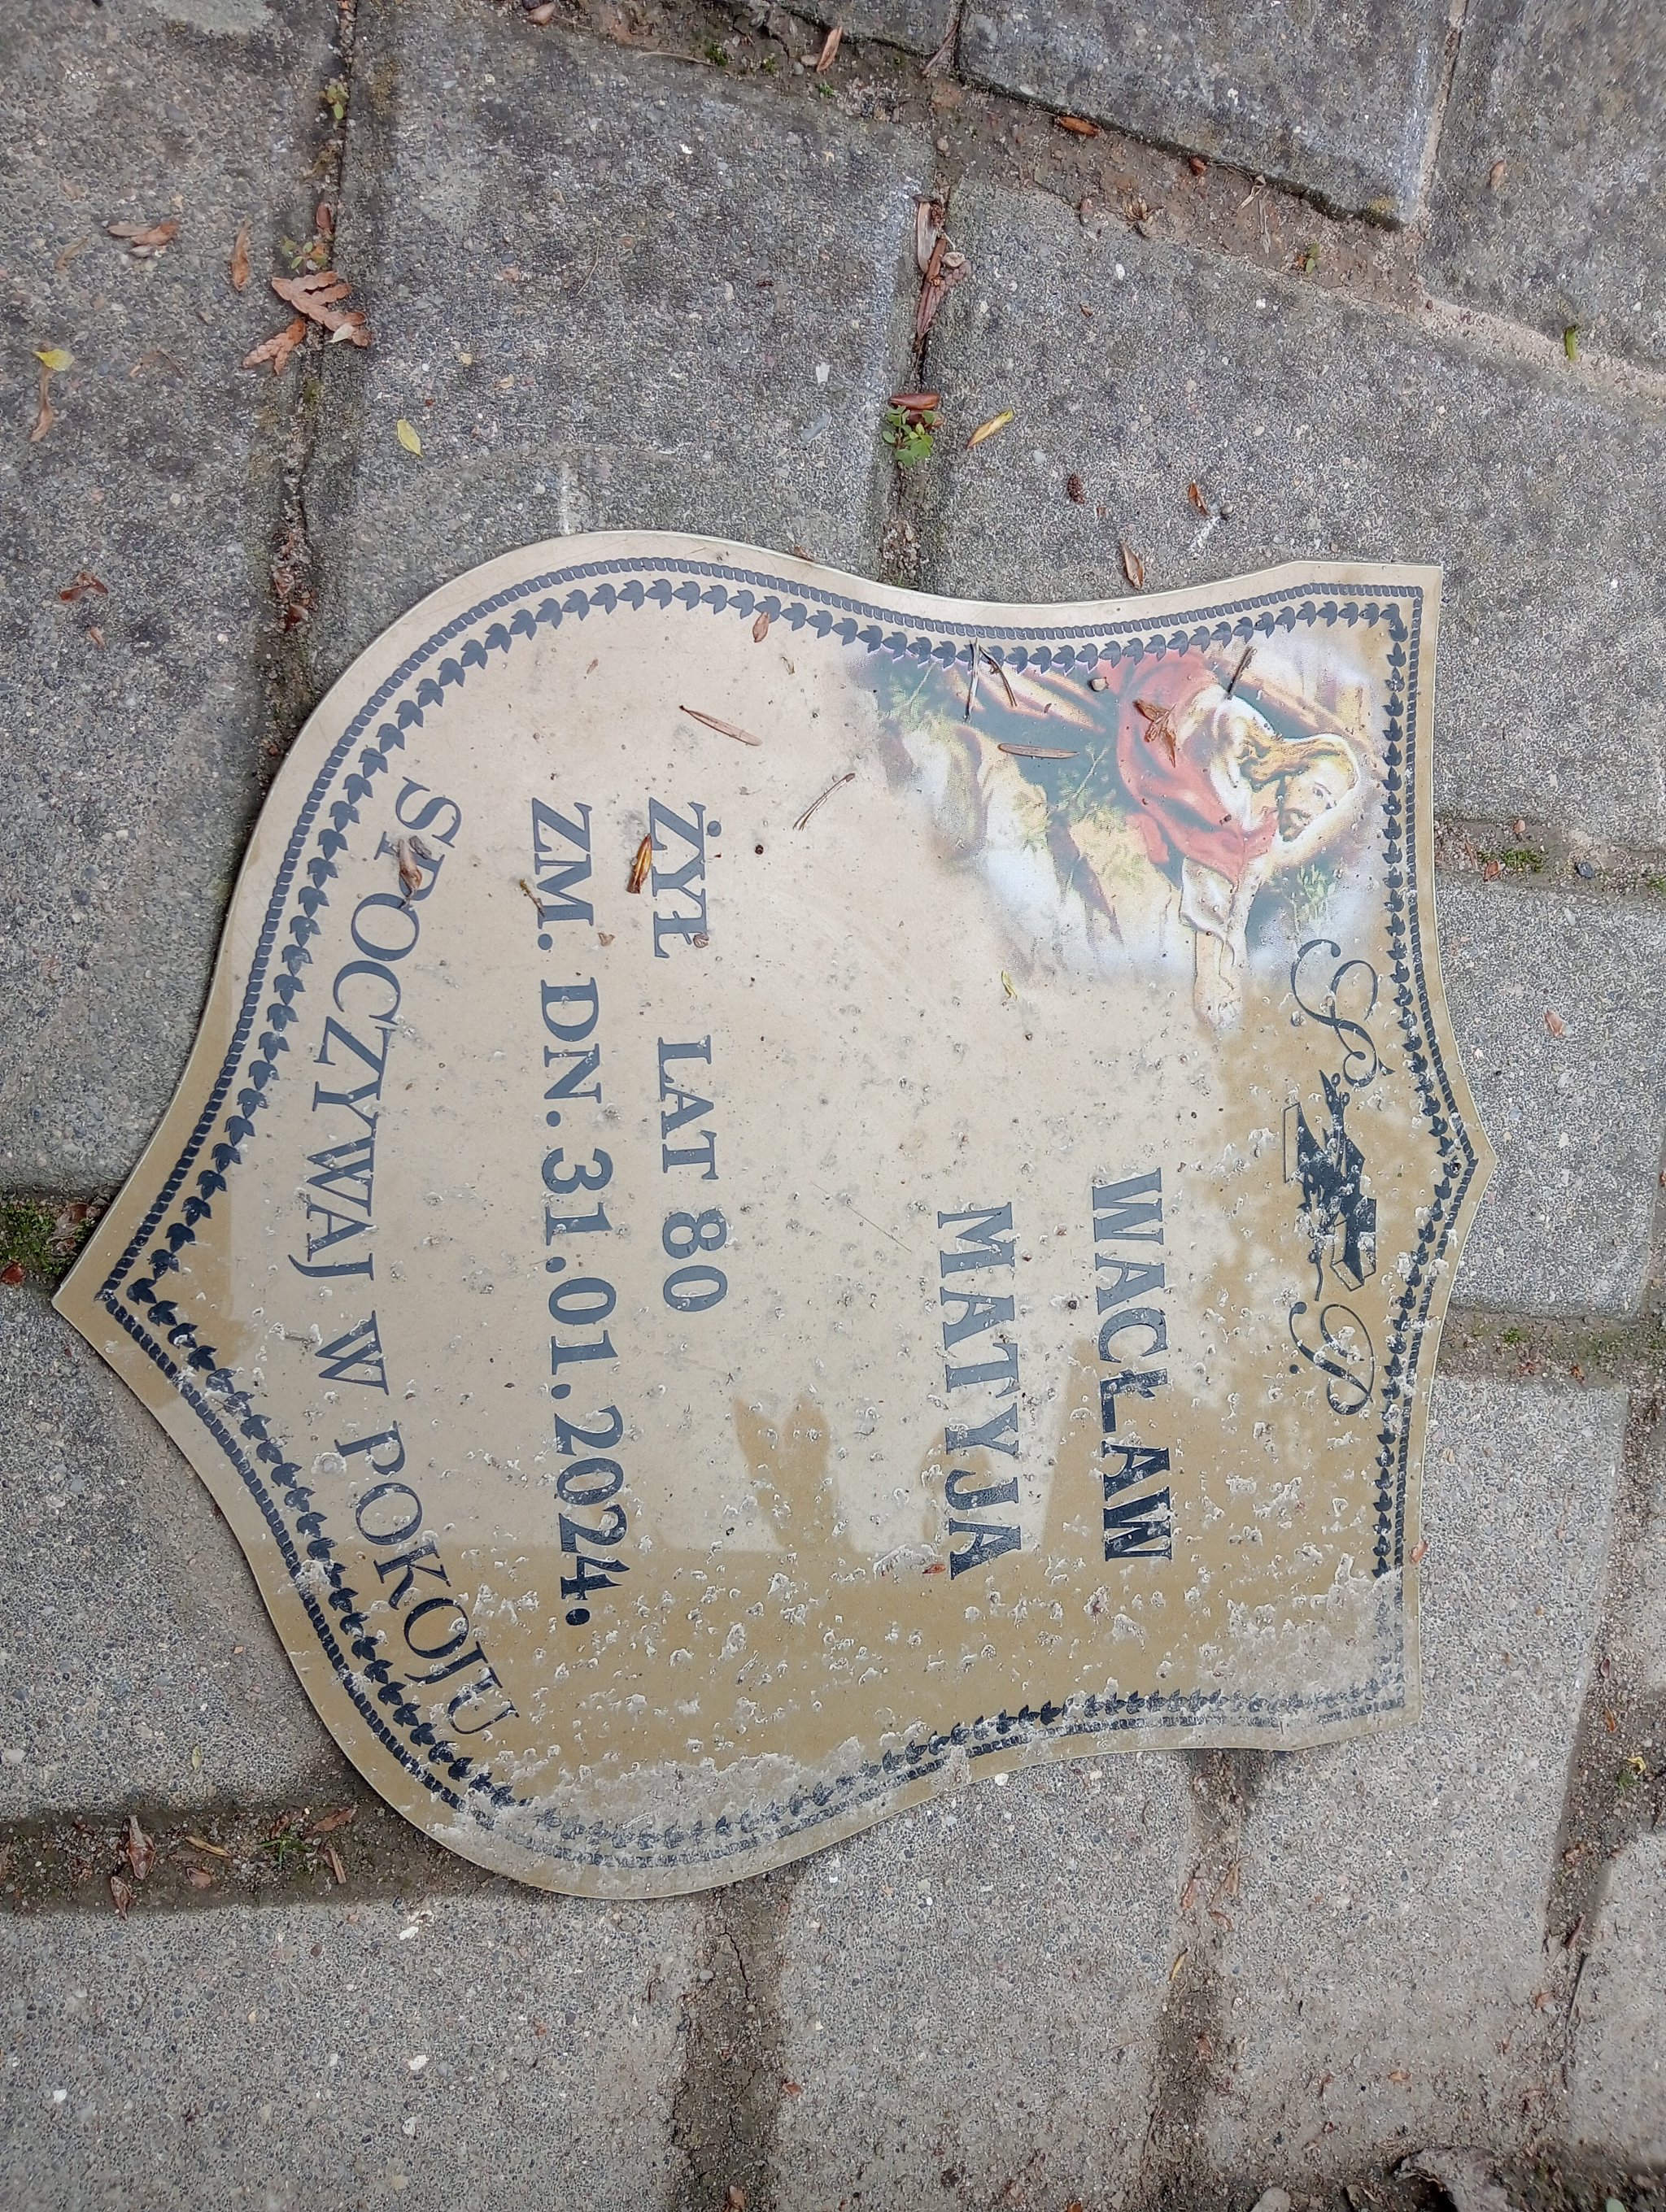 Ś P
WACŁAW
MATYJA
ŻYŁ LAT 80
ZM. DN. 31.01.2024.
SPOCZYWAJ W POKOJU